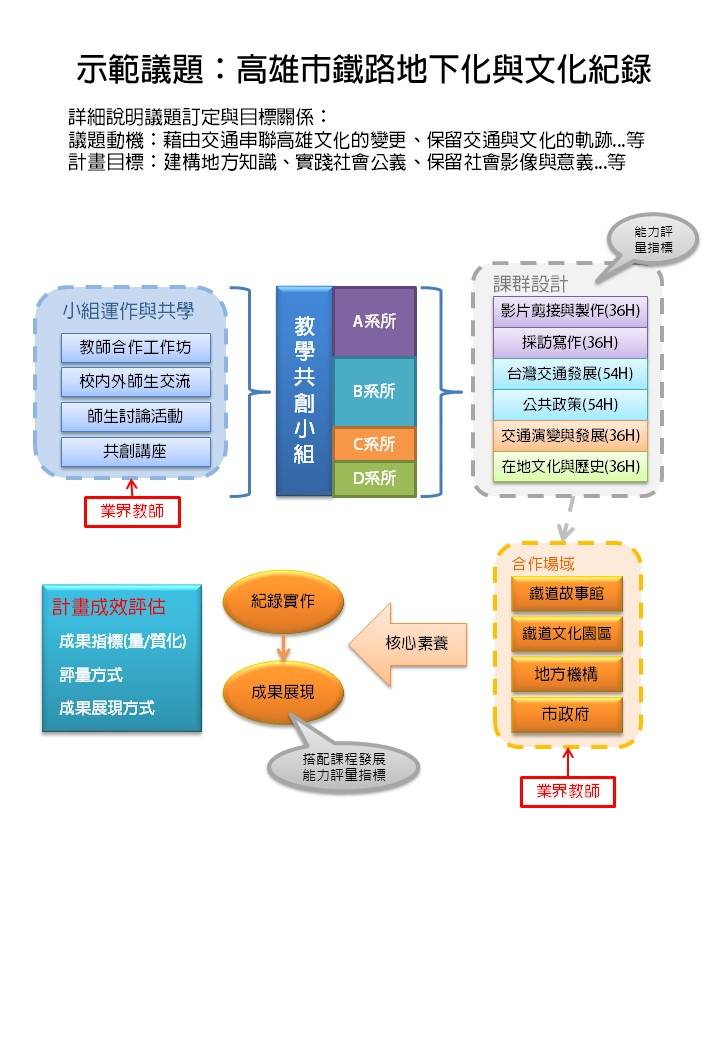 示範議題：高雄市鐵路地下化與文化紀錄
詳細說明議題訂定與目標關係：
議題動機：藉由交通串聯高雄文化的變更、保留交通與文化的軌跡...等
計畫目標：建構地方知識、實踐社會公義、保留社會影像與意義...等
小組運作與共學
教師合作工作坊
校內外師生交流
師生討論活動
共創講座
業界教師
教學共創小組
A系所
B系所
C系所
D系所
能力評
量指標
課群設計
影片剪接與製作(36H)
採訪寫作(36H)
台灣交通發展(54H)
公共政策(54H)
交通演變與發展(36H)
在地文化與歷史(36H)
合作場域
鐵道故事館
鐵道文化園區
地方機構
市政府
業界教師
核心素養
紀錄實作
成果展現
搭配課程發展
能力評量指標
計畫成效評估
成果指標(量/質化)
評量方式
成果展現方式